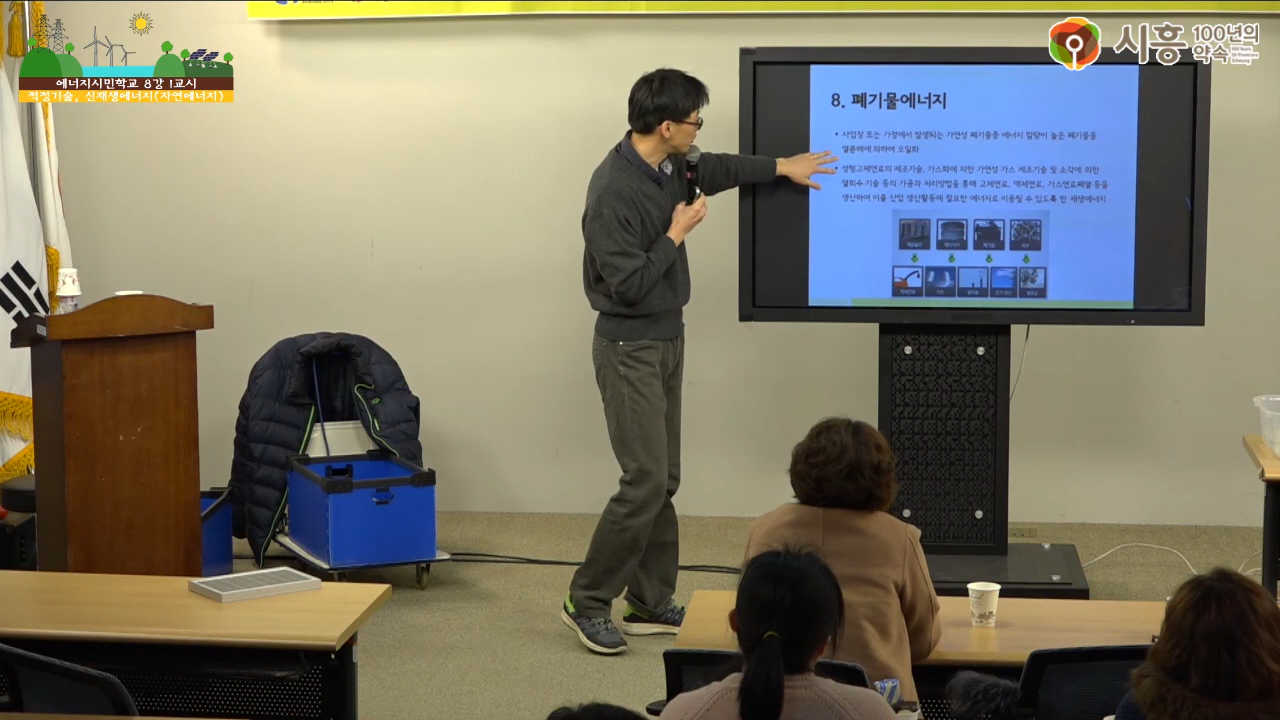 에너지시민학교 8강 1교시
적정기술, 신재생에너지(자연에너지)
시흥 100년의 약속
8. 폐기물에너지
• 사업장 또는 가정에서 발생되는 가연성 폐기물중 에너지 함량이 높은 폐기물을
열분해에 의하여 오일화
• 성형고체연료의 제조기술, 가스화에 의한 가연성 가스 제조기술 및 소각에 의한
열회수 기술 등의 가공과 처리방법을 통해 고체연료, 액체연료, 가스연료폐열 등을
생산하여 이를 산업 생산활동에 필요한 에너지로 이용될 수 있도록 한 재생에너지